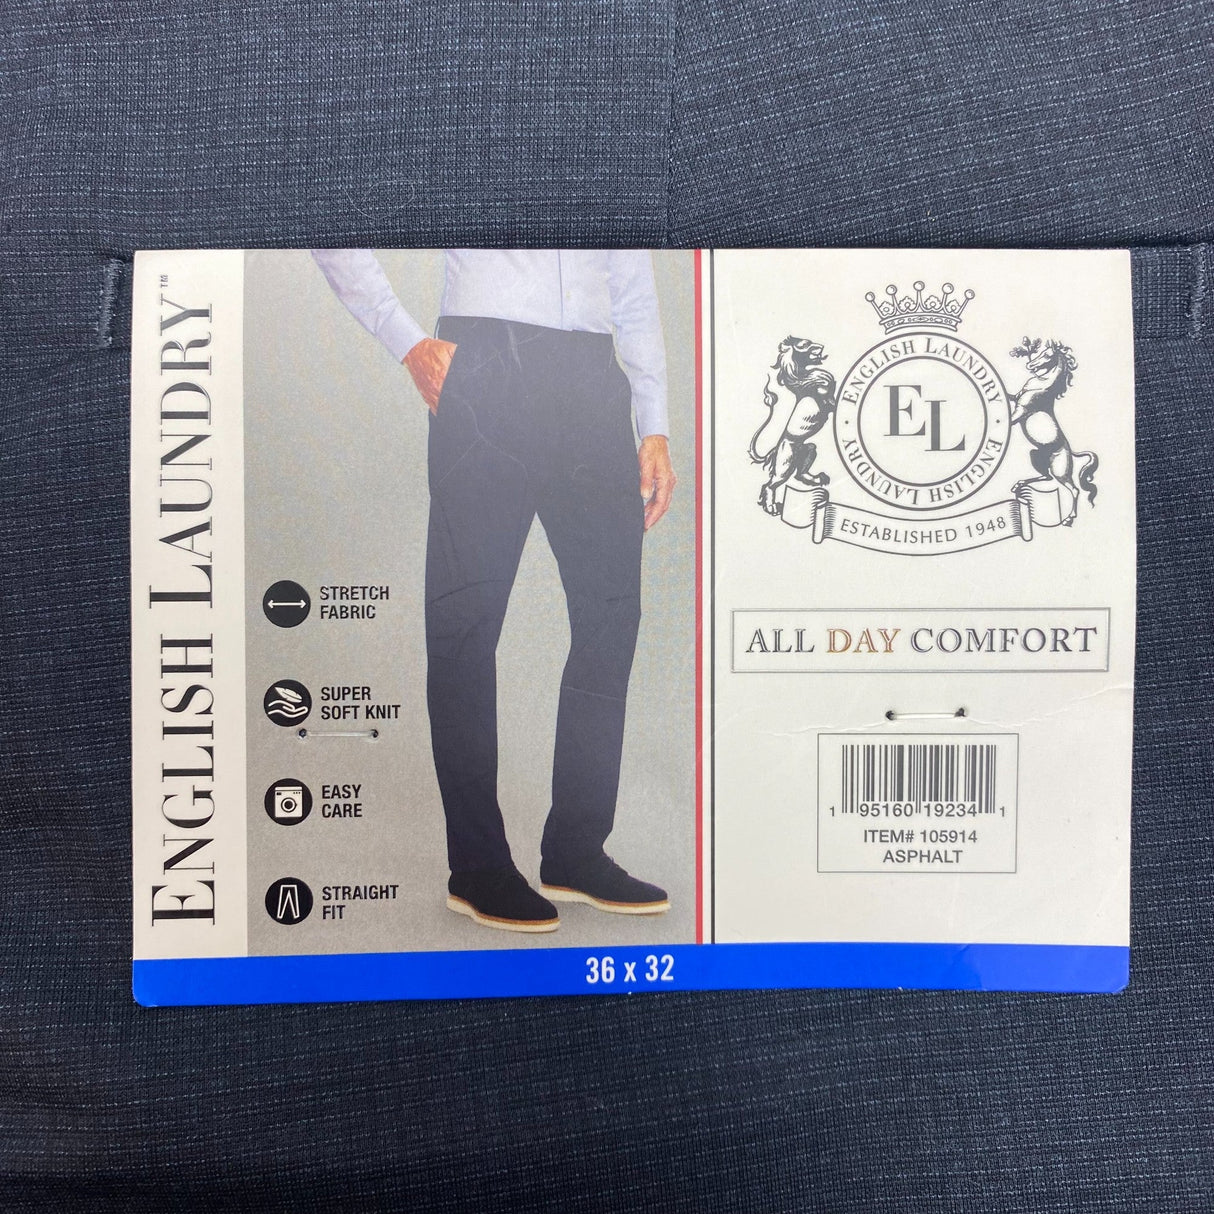 ENGLISH LAUNDRY™
STRETCH
FABRIC
SUPER
SOFT KNIT
EASY
CARE
STRAIGHT
FIT
ENGLISH LAUNDRY · ENGLISH LAUNDRY ·
EL
ESTABLISHED 1948
ALL DAY COMFORT
1 95160 19234 1
ITEM# 105914
ASPHALT
36 x 32